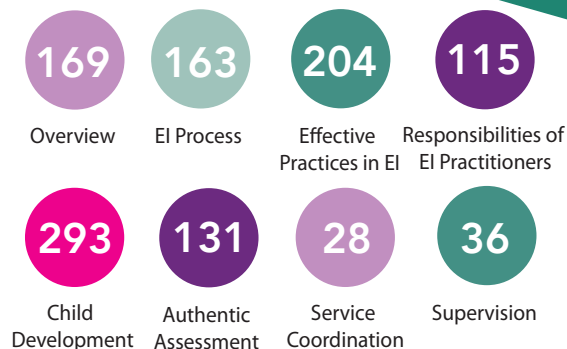 169 163 204 115
Overview EI Process Effective Responsibilities of
Practices in EI EI Practitioners
293 131 28 36
Child Authentic Service Supervision
Development Assessment Coordination